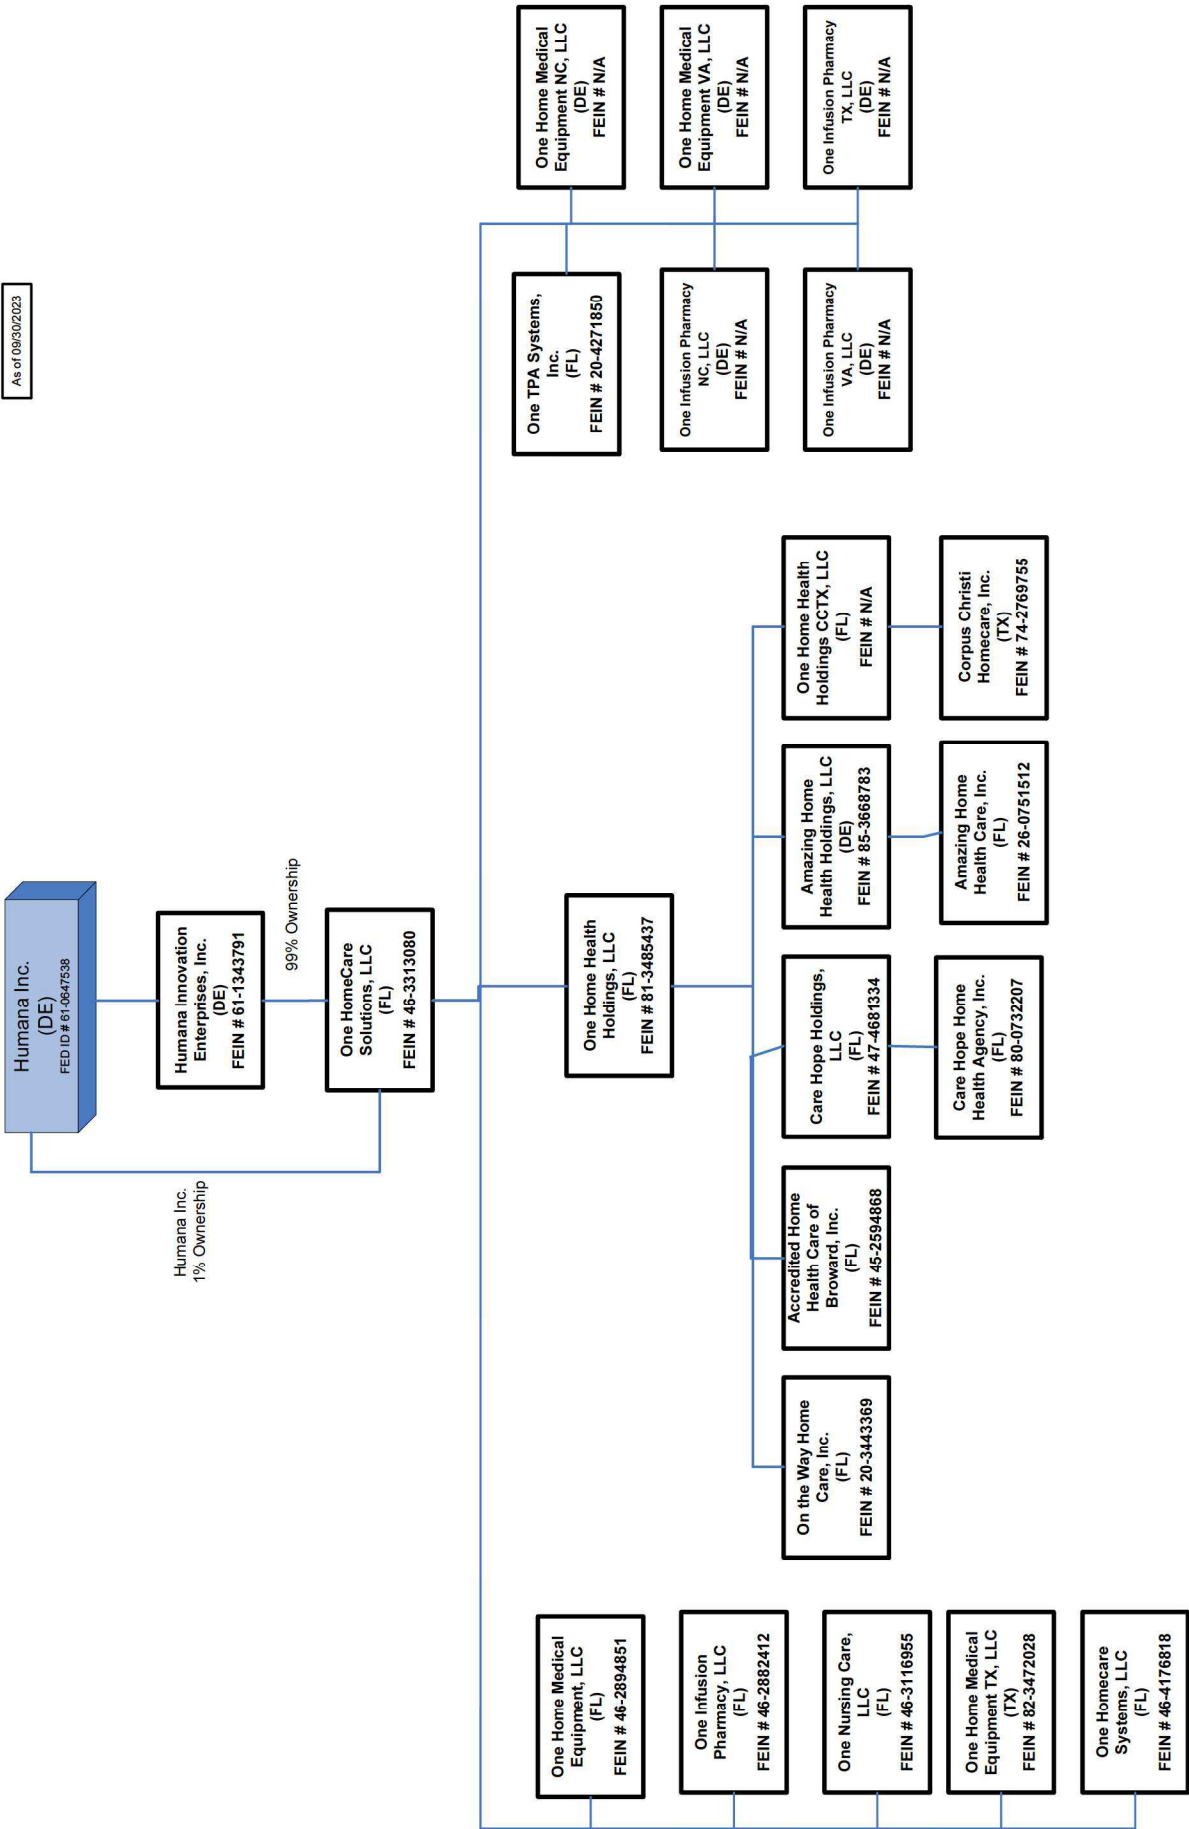 As of 09/30/2023
Humana Inc.
(DE)
FED ID # 61-0647538
Humana Innovation
Enterprises, Inc.
(DE)
FEIN # 61-1343791
Humana Inc.
1% Ownership
99% Ownership
One HomeCare
Solutions, LLC
(FL)
FEIN # 46-3313080
One Home Medical
Equipment, LLC
(FL)
FEIN # 46-2894851
One Infusion
Pharmacy, LLC
(FL)
FEIN # 46-2882412
One Nursing Care,
LLC
(FL)
FEIN # 46-3116955
One Home Medical
Equipment TX, LLC
(TX)
FEIN # 82-3472028
One Homecare
Systems, LLC
(FL)
FEIN # 46-4176818
One Home Health
Holdings, LLC
(FL)
FEIN # 81-3485437
On the Way Home
Care, Inc.
(FL)
FEIN # 20-3443369
Accredited Home
Health Care of
Broward, Inc.
(FL)
FEIN # 45-2594868
Care Hope Holdings,
LLC
(FL)
FEIN # 47-4681334
Amazing Home
Health Holdings, LLC
(DE)
FEIN # 85-3668783
One Home Health
Holdings CCTX, LLC
(FL)
FEIN # N/A
Care Hope Home
Health Agency, Inc.
(FL)
FEIN # 80-0732207
Amazing Home
Health Care, Inc.
(FL)
FEIN # 26-0751512
Corpus Christi
Homecare, Inc.
(TX)
FEIN # 74-2769755
One TPA Systems,
Inc.
(FL)
FEIN # 20-4271850
One Home Medical
Equipment NC, LLC
(DE)
FEIN # N/A
One Infusion Pharmacy
NC, LLC
(DE)
FEIN # N/A
One Home Medical
Equipment VA, LLC
(DE)
FEIN # N/A
One Infusion Pharmacy
VA, LLC
(DE)
FEIN # N/A
One Infusion Pharmacy
TX, LLC
(DE)
FEIN # N/A